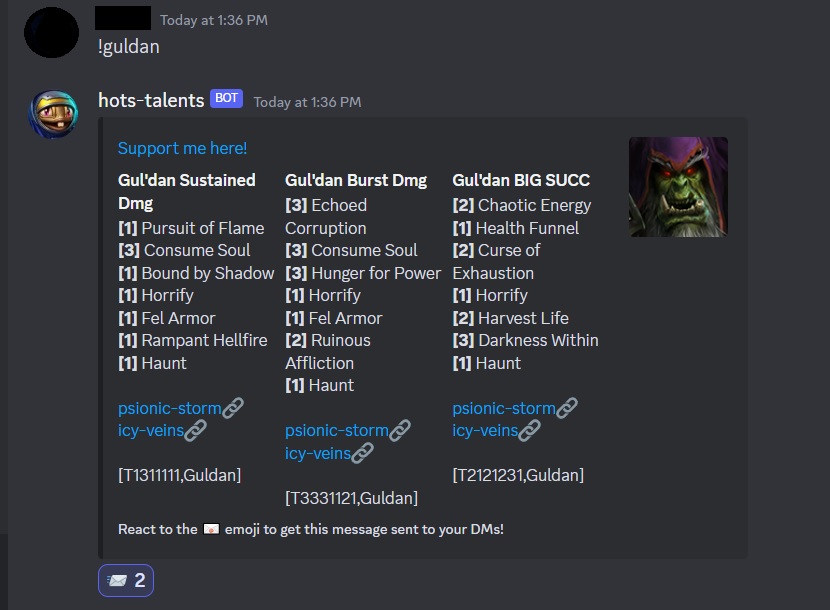 Today at 1:36 PM
!guldan
hots-talents BOT Today at 1:36 PM
Support me here!
Gul'dan Sustained
Dmg
[1] Pursuit of Flame
[3] Consume Soul
[1] Bound by Shadow
[1] Horrify
[1] Fel Armor
[1] Rampant Hellfire
[1] Haunt
psionic-storm
icy-veins
[T1311111,Guldan]
Gul'dan Burst Dmg
[3] Echoed
Corruption
[3] Consume Soul
[3] Hunger for Power
[1] Horrify
[1] Fel Armor
[2] Ruinous
Affliction
[1] Haunt
psionic-storm
icy-veins
[T3331121,Guldan]
Gul'dan BIG SUCC
[2] Chaotic Energy
[1] Health Funnel
[2] Curse of
Exhaustion
[1] Horrify
[2] Harvest Life
[3] Darkness Within
[1] Haunt
psionic-storm
icy-veins
[T2121231,Guldan]
React to the 💌 emoji to get this message sent to your DMs!
2